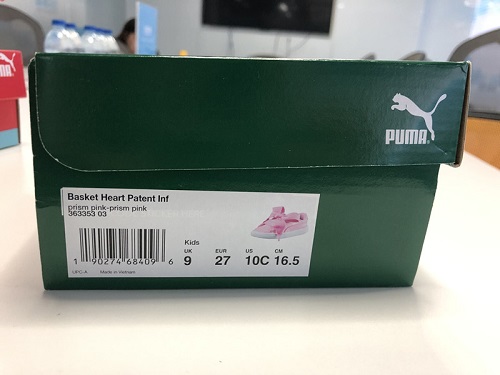 UMA
PUMA
Basket Heart Patent Inf
prism pink-prism pink
363353 03
Kids
UK EUR US CM
9 27 10C 16.5
1 90274 68409 6
UPC-A Made in Vietnam